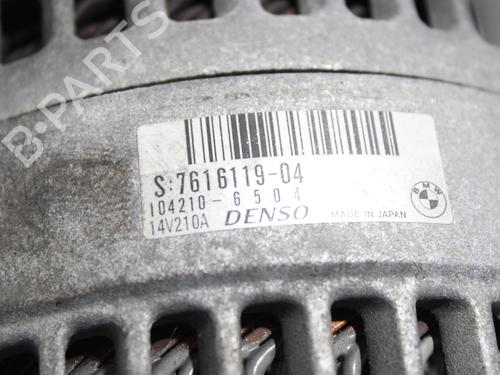 B-PARTS
S:7616119-04
104210-6504
14V210A DENSO MADE IN JAPAN
BMW